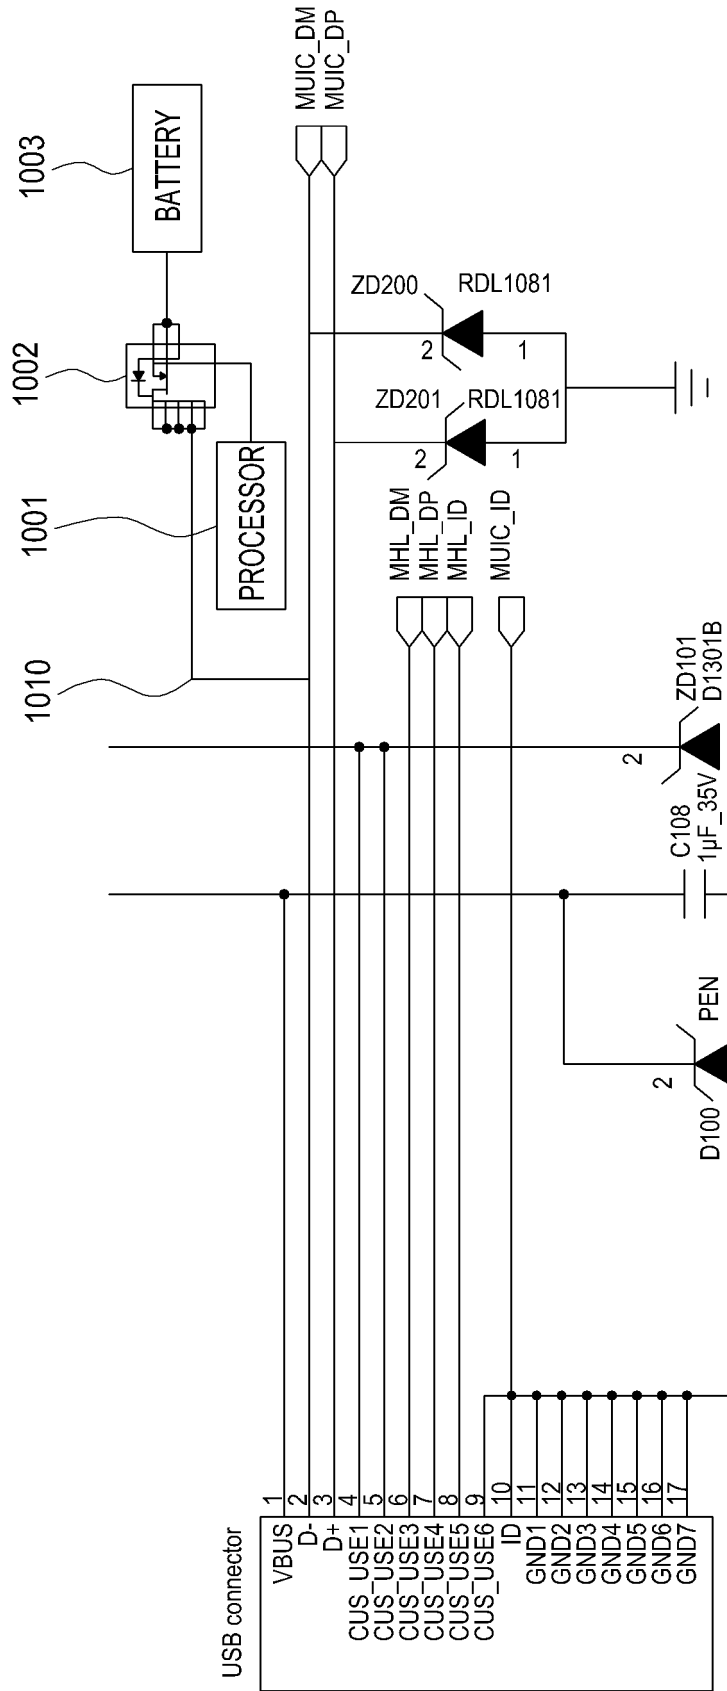 USB connector
VBUS 1
D- 2
D+ 3
CUS_USE1 4
CUS_USE2 5
CUS_USE3 6
CUS_USE4 7
CUS_USE5 8
CUS_USE6 9
ID 10
GND1 11
GND2 12
GND3 13
GND4 14
GND5 15
GND6 16
GND7 17
1010
1001
1002
1003
PROCESSOR
BATTERY
MUIC_DM
MUIC_DP
MHL_DM
MHL_DP
MHL_ID
MUIC_ID
ZD200
RDL1081
2
1
ZD201
RDL1081
2
1
ZD101
D1301B
2
C108
1µF_35V
D100
PEN
2